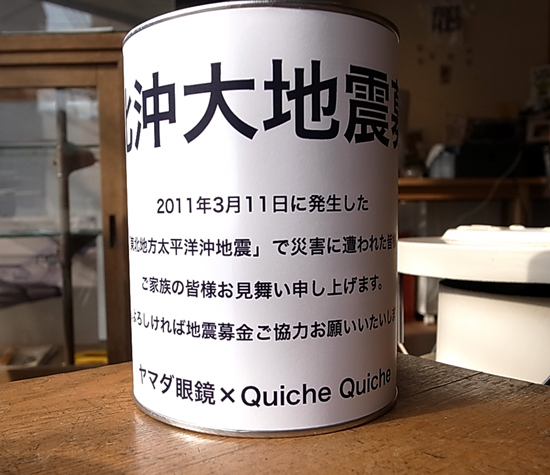 沖大地震募
2011年3月11日に発生した
東北地方太平洋沖地震」で災害に遭われた皆
ご家族の皆様お見舞い申し上げます。
よろしければ地震募金ご協力お願いいたしま
ヤマダ眼鏡×Quiche Quiche